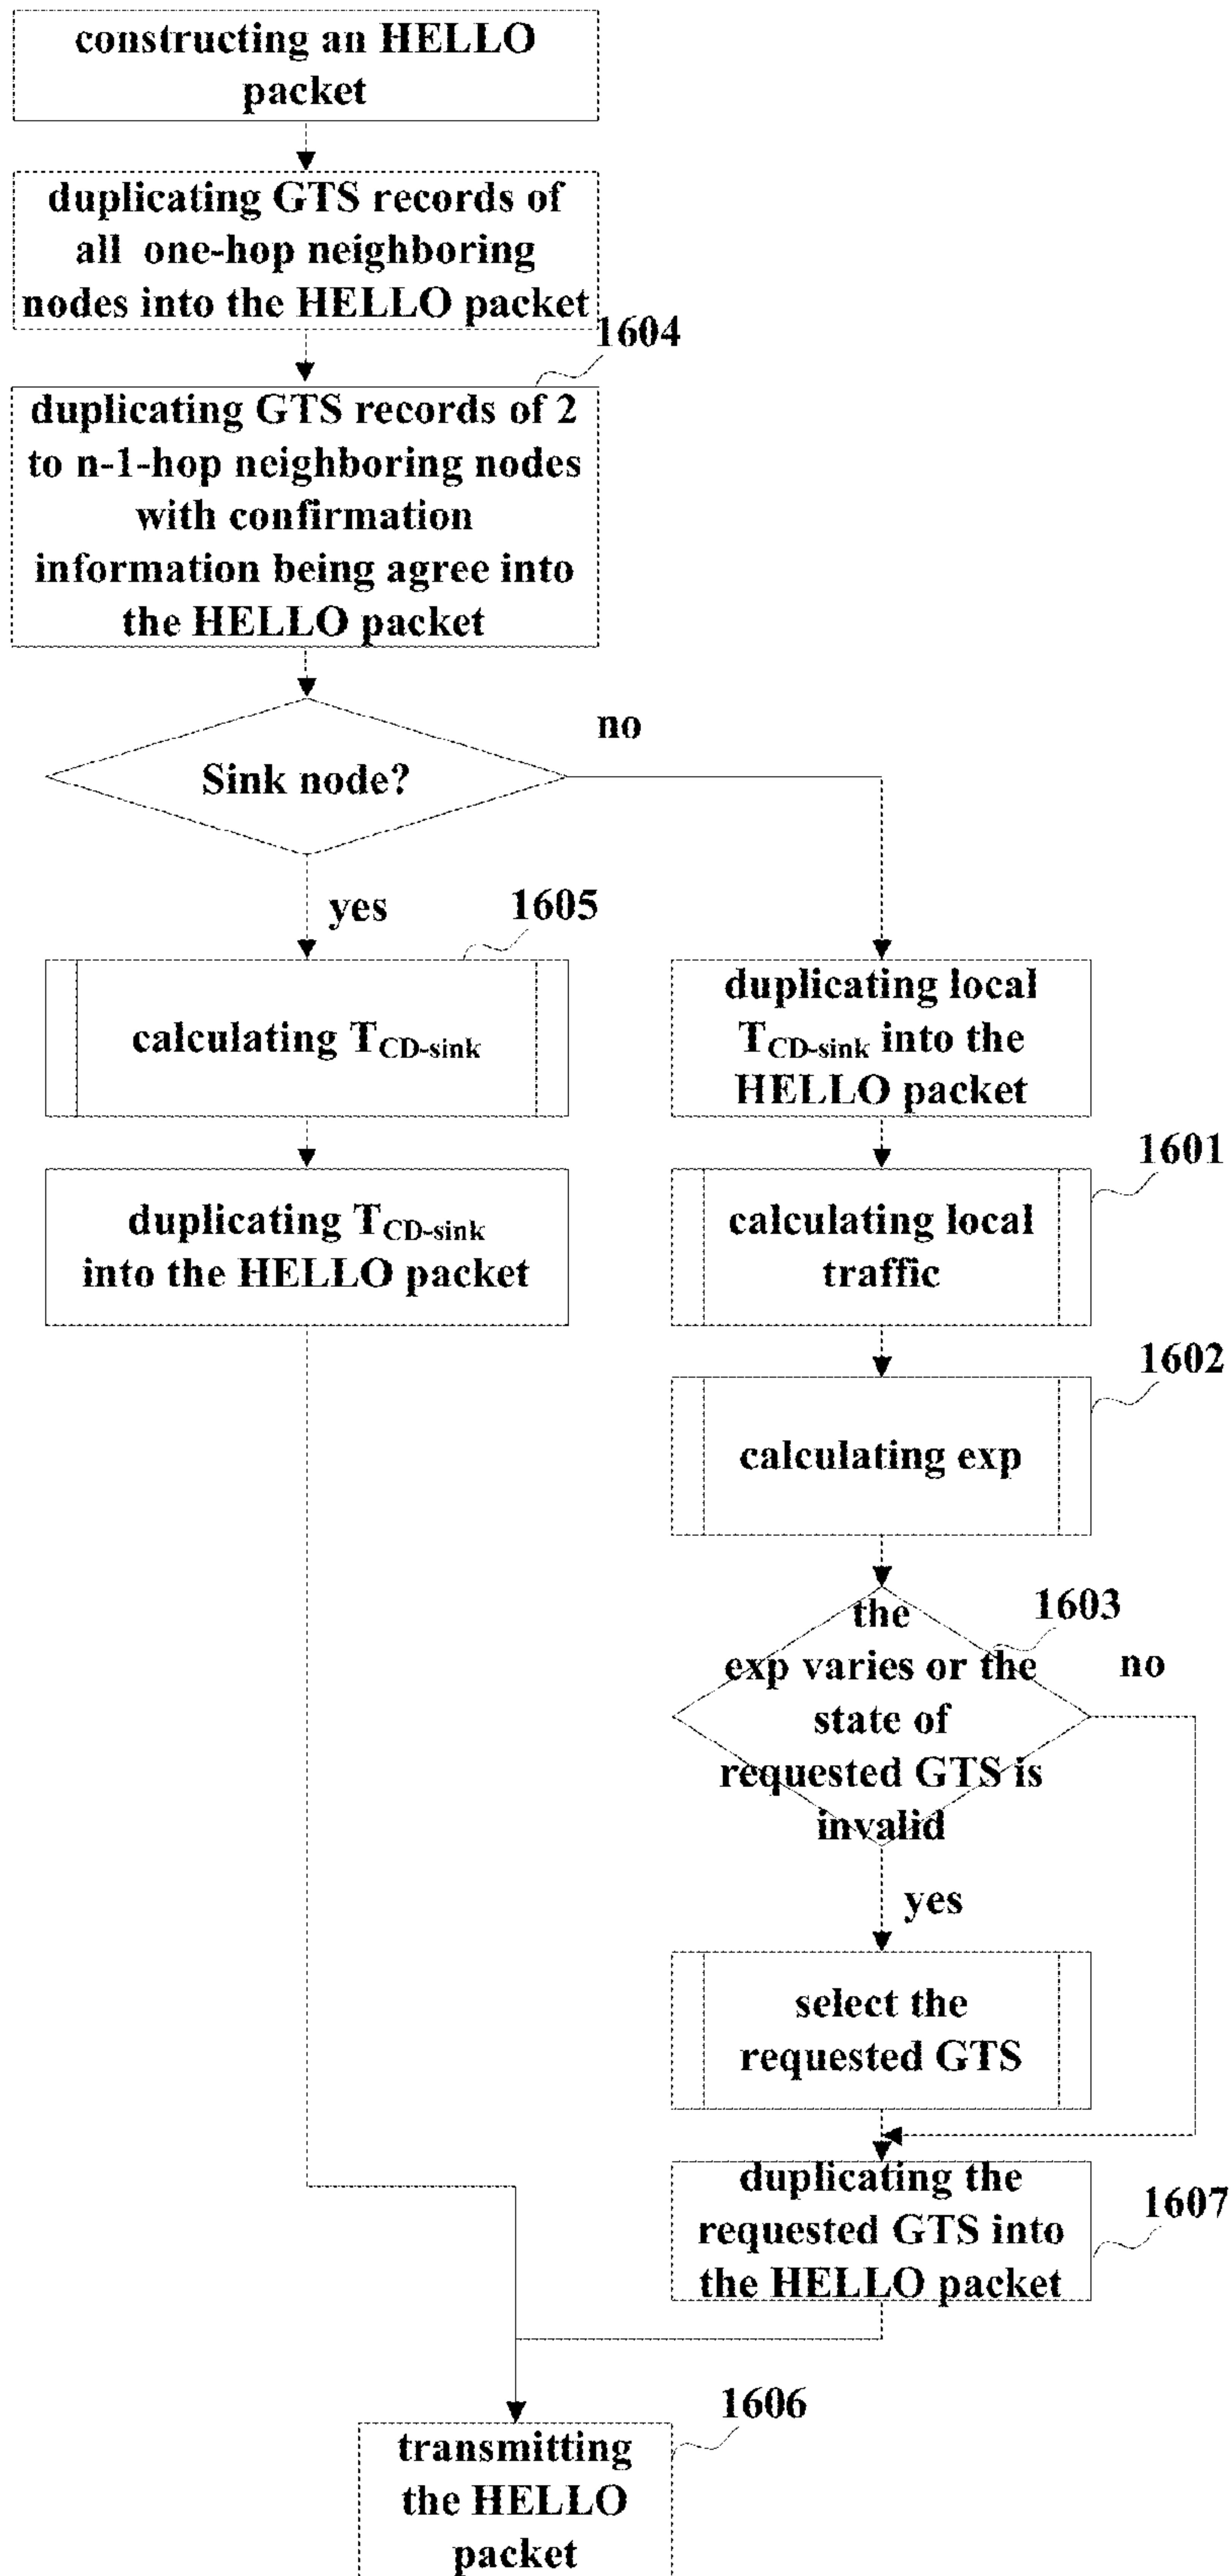 constructing an HELLO
packet
duplicating GTS records of
all one-hop neighboring
nodes into the HELLO packet
1604
duplicating GTS records of 2
to n-1-hop neighboring nodes
with confirmation
information being agree into
the HELLO packet
Sink node?
no
yes
1605
calculating TCD-sink
duplicating TCD-sink
into the HELLO packet
duplicating local
TCD-sink into the
HELLO packet
1601
calculating local
traffic
1602
calculating exp
1603
the
exp varies or the
state of
requested GTS is
invalid
no
yes
select the
requested GTS
duplicating the
requested GTS into
the HELLO packet
1607
1606
transmitting
the HELLO
packet